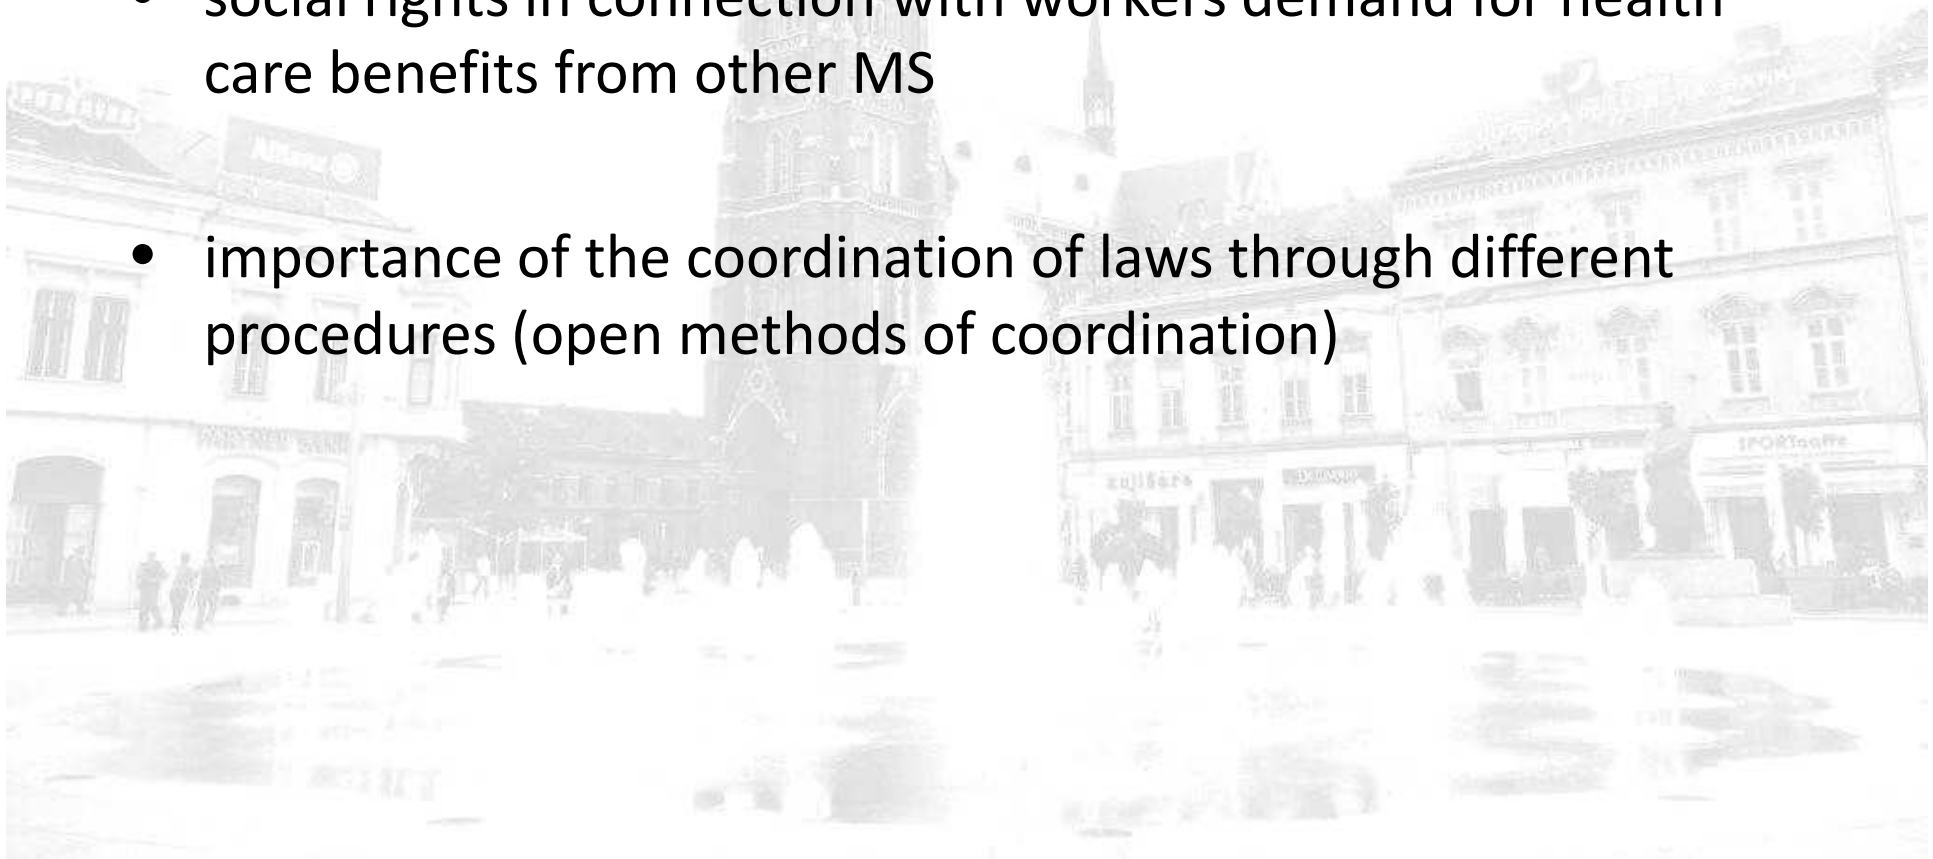 • social rights in connection with workers demand for health
care benefits from other MS
• importance of the coordination of laws through different
procedures (open methods of coordination)
Allianz